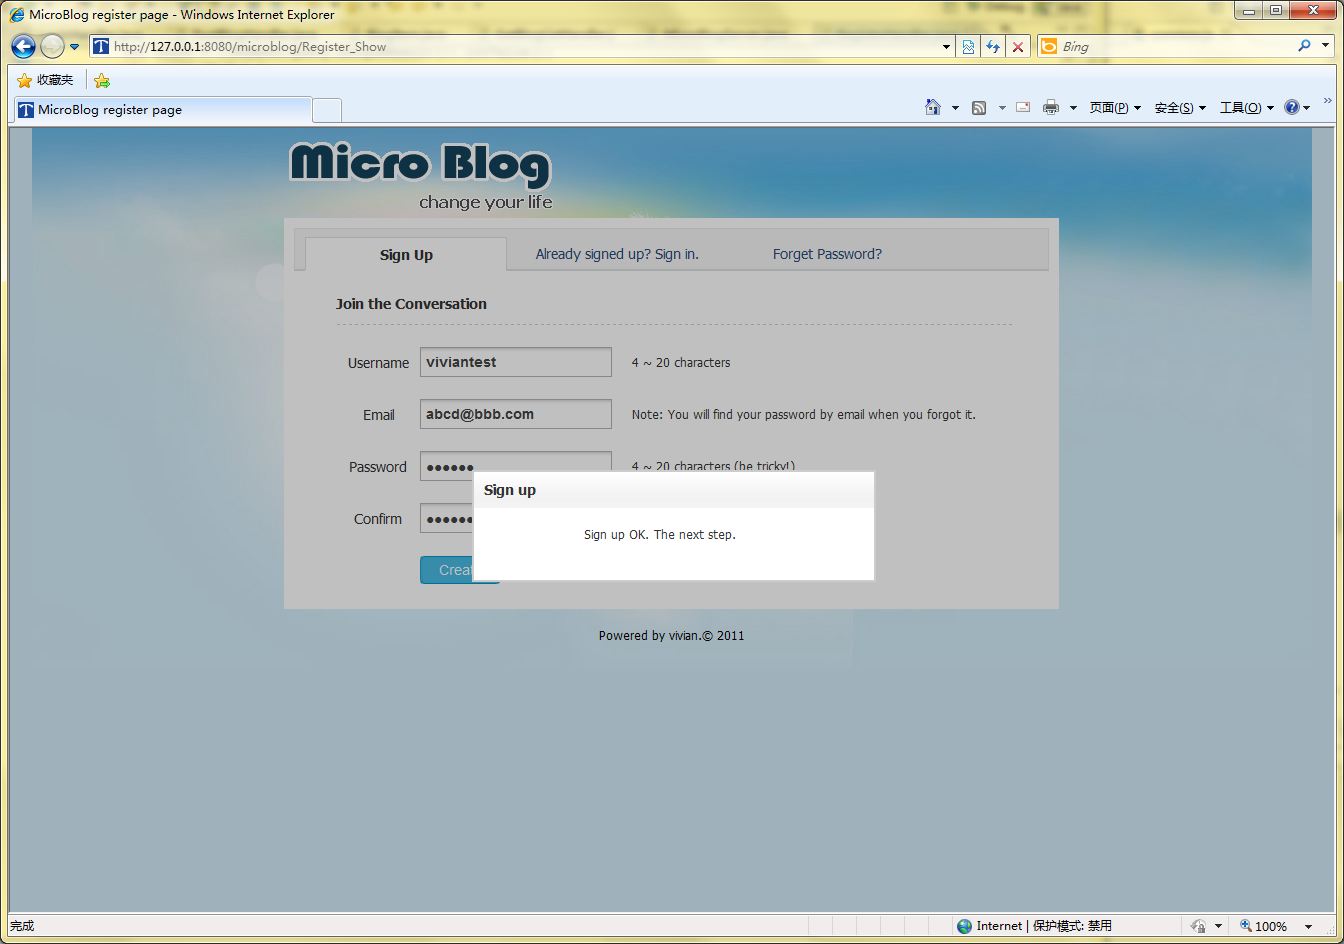 MicroBlog register page - Windows Internet Explorer
http://127.0.0.1:8080/microblog/Register_Show
Bing
收藏夹
MicroBlog register page
页面(P)
安全(S)
工具(O)
Micro Blog
change your life
Sign Up
Already signed up? Sign in.
Forget Password?
Join the Conversation
Username
viviantest
4 ~ 20 characters
Email
abcd@bbb.com
Note: You will find your password by email when you forgot it.
Password
4 ~ 20 characters (be tricky!)
Sign up
Confirm
Sign up OK. The next step.
Crea
Powered by vivian.© 2011
完成
Internet | 保护模式: 禁用
100%